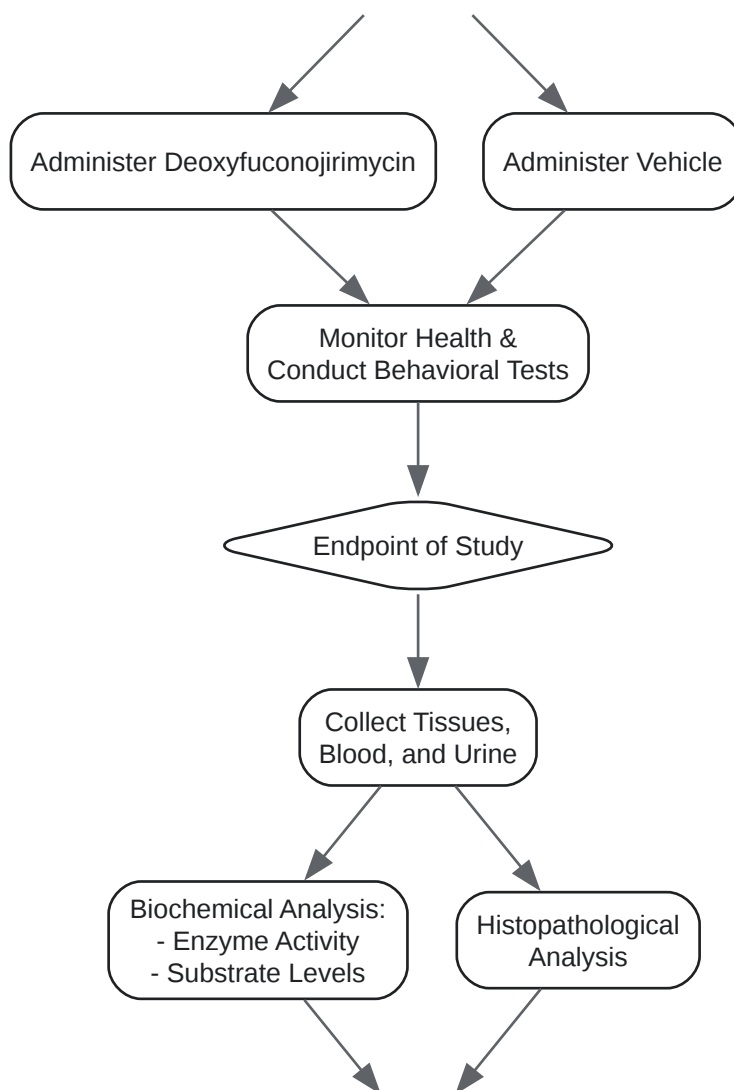 Administer Deoxyfuconojirimycin
Administer Vehicle
Monitor Health &
Conduct Behavioral Tests
Endpoint of Study
Collect Tissues,
Blood, and Urine
Biochemical Analysis:
- Enzyme Activity
- Substrate Levels
Histopathological
Analysis